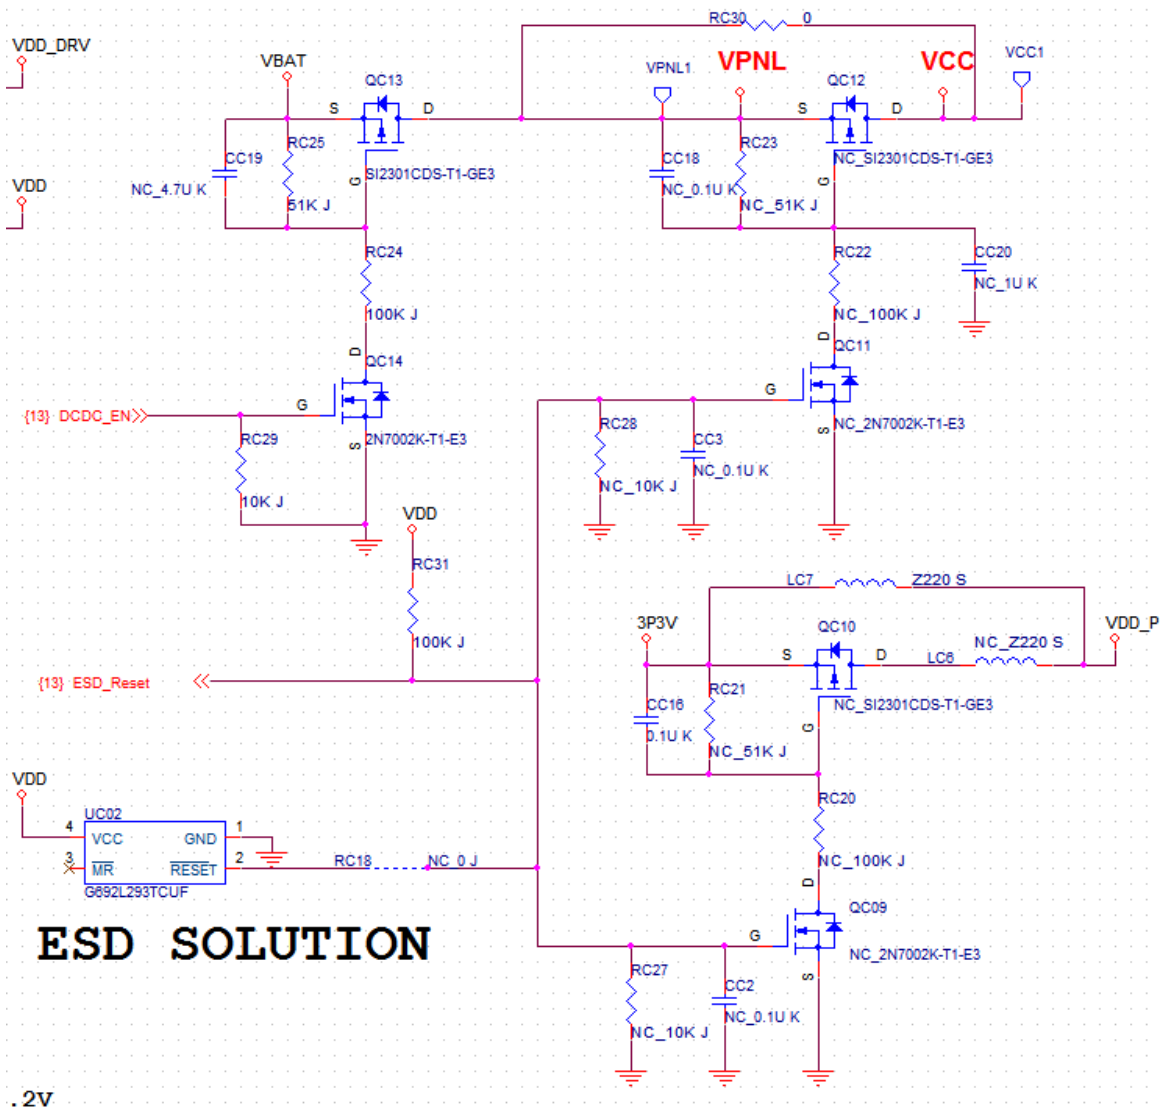 RC30 0
VDD_DRV
VBAT
VPNL1
VPNL
VCC
VCC1
QC13
QC12
S
D
S
D
RC25
CC19
NC_4.7U K
51K J
G
SI2301CDS-T1-GE3
CC18
NC_0.1U K
RC23
NC_51K J
NC_SI2301CDS-T1-GE3
G
VDD
RC24
100K J
RC22
NC_100K J
CC20
NC_1U K
D
QC14
D
QC11
G
G
{13} DCDC_EN
RC29
10K J
S
2N7002K-T1-E3
RC28
NC_10K J
CC3
NC_0.1U K
S
NC_2N7002K-T1-E3
VDD
RC31
100K J
LC7 Z220 S
3P3V
QC10
NC_Z220 S
VDD_P
S
D
LC6
{13} ESD_Reset
RC21
CC16
0.1U K
NC_51K J
NC_SI2301CDS-T1-GE3
G
VDD
RC20
NC_100K J
UC02
4 VCC GND 1
3 MR RESET 2
G692L293TCUF
RC18 NC_0 J
D
QC09
G
NC_2N7002K-T1-E3
S
ESD SOLUTION
RC27
NC_10K J
CC2
NC_0.1U K
.2V